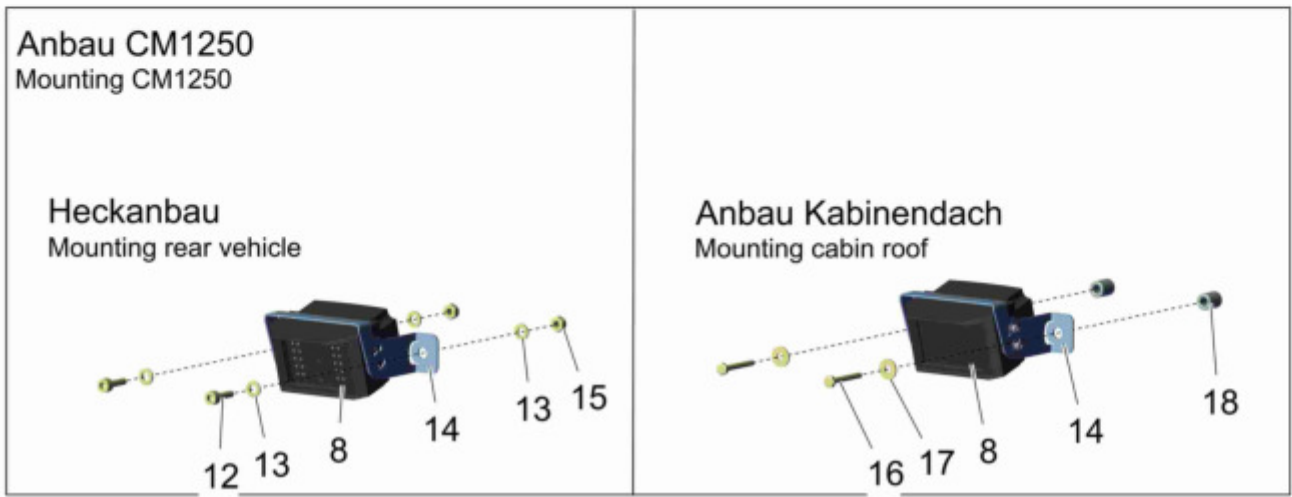 Anbau CM1250
Mounting CM1250
Heckanbau
Mounting rear vehicle
12
13
8
14
13
15
Anbau Kabinendach
Mounting cabin roof
16
17
8
14
18